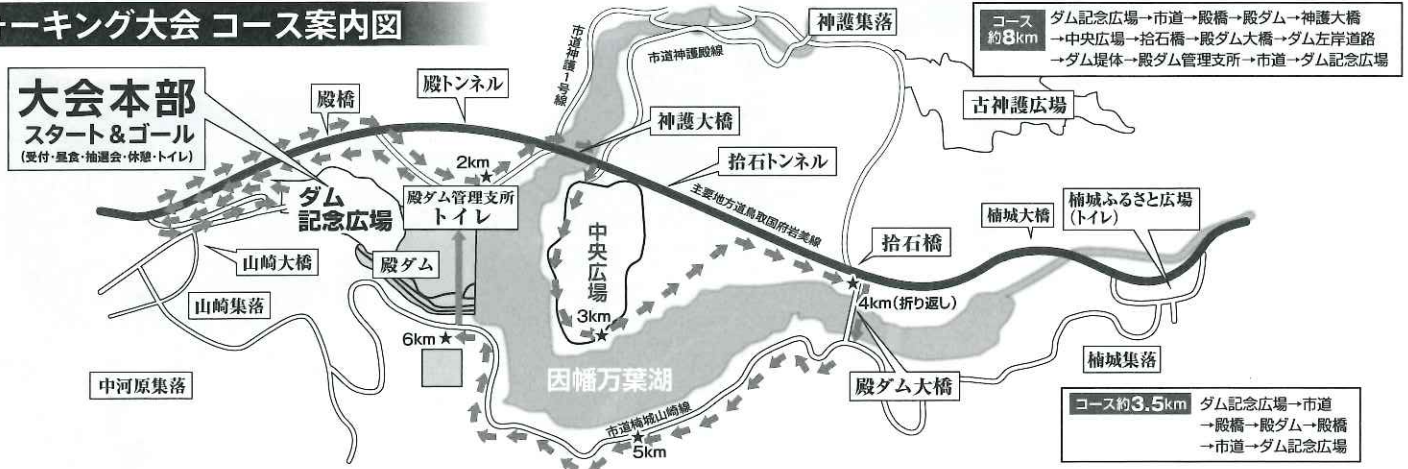 ーキング大会 コース案内図
コース
約8km
ダム記念広場→市道→殿橋→殿ダム→神護大橋
→中央広場→拾石橋→殿ダム大橋→ダム左岸道路
→ダム堤体→殿ダム管理支所→市道→ダム記念広場
大会本部
スタート&ゴール
(受付・昼食・抽選会・休憩・トイレ)
殿橋
殿トンネル
市道神護1号線
市道神護殿線
神護集落
古神護広場
神護大橋
拾石トンネル
主要地方道鳥取国府岩美線
2km
ダム
記念広場
殿ダム管理支所
トイレ
殿ダム
山崎大橋
山崎集落
中河原集落
中央広場
3km
拾石橋
4km(折り返し)
楠城大橋
楠城ふるさと広場
(トイレ)
6km
因幡万葉湖
殿ダム大橋
楠城集落
市道楠城山崎線
5km
コース約3.5km
ダム記念広場→市道
→殿橋→殿ダム→殿橋
→市道→ダム記念広場